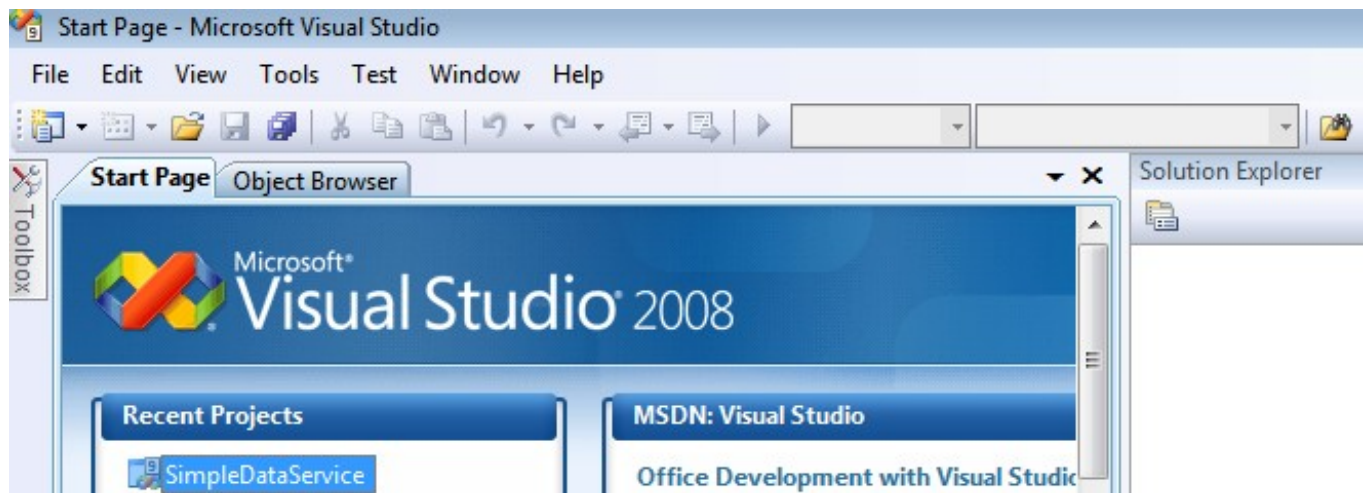 Start Page - Microsoft Visual Studio
File Edit View Tools Test Window Help
Toolbox
Start Page Object Browser
Solution Explorer
Microsoft®
Visual Studio® 2008
Recent Projects
MSDN: Visual Studio
9 SimpleDataService
Office Development with Visual Studio